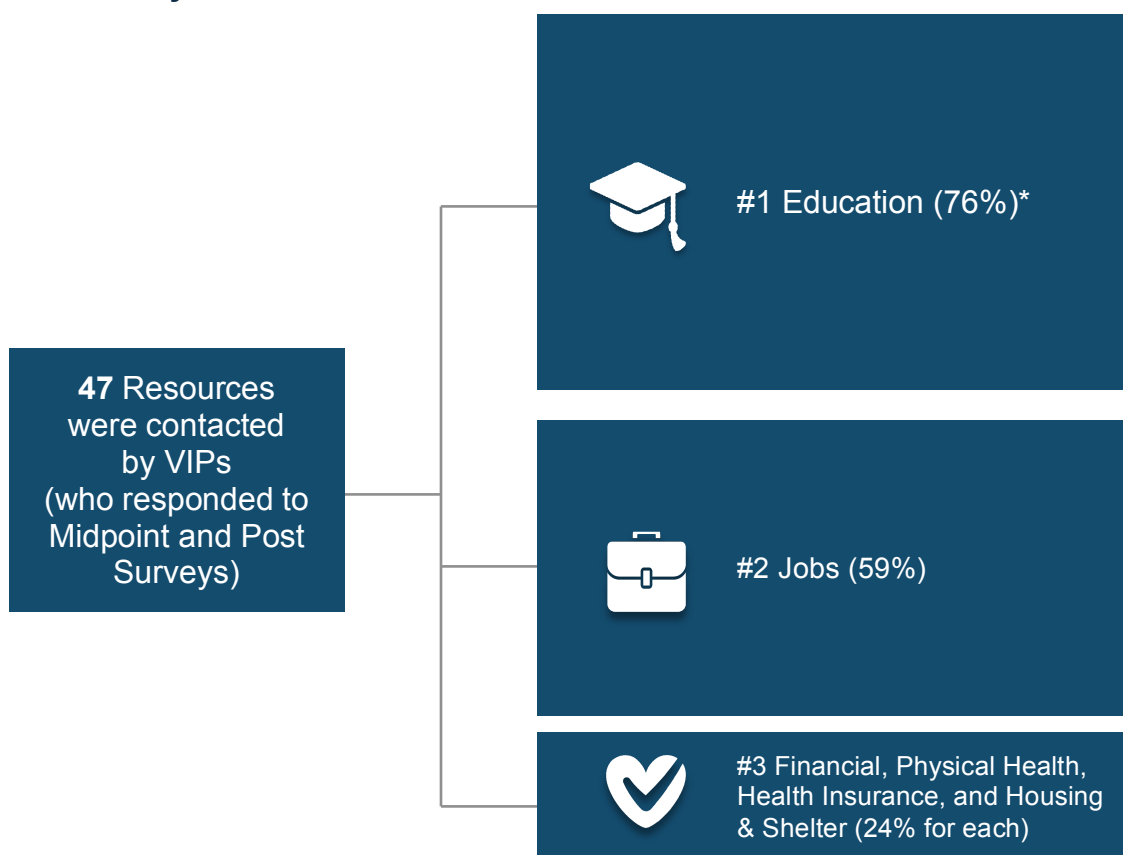 47 Resources
were contacted
by VIPs
(who responded to
Midpoint and Post
Surveys)
#1 Education (76%)*
#2 Jobs (59%)
#3 Financial, Physical Health,
Health Insurance, and Housing
& Shelter (24% for each)